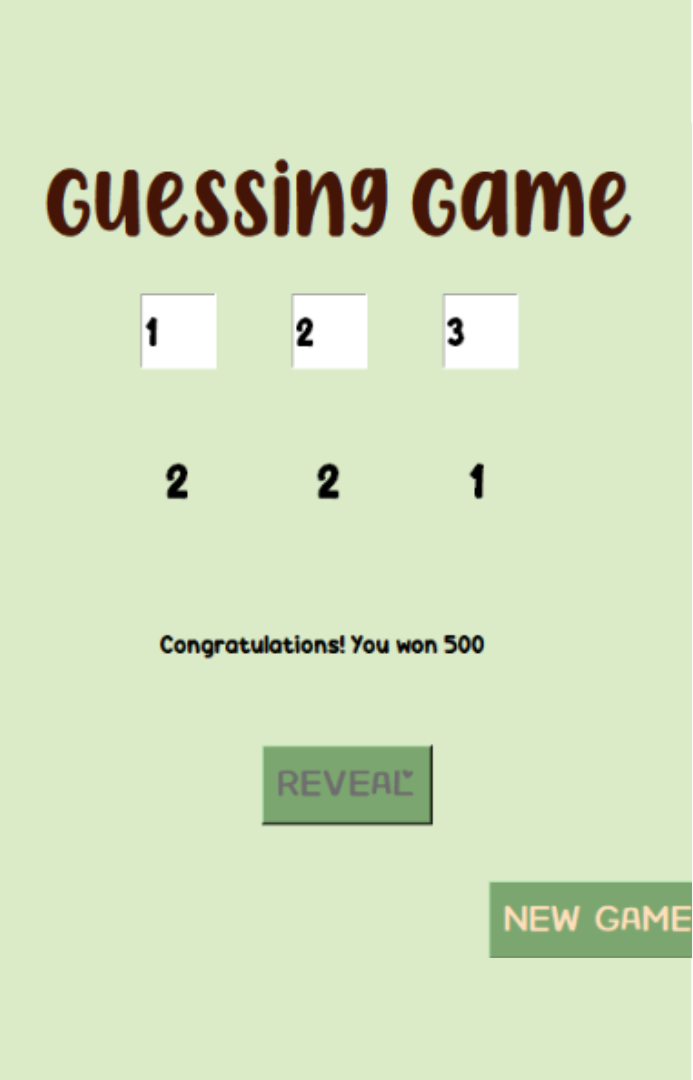 Guessing Game
1 2 3
2 2 1
Congratulations! You won 500
REVEAL
NEW GAME